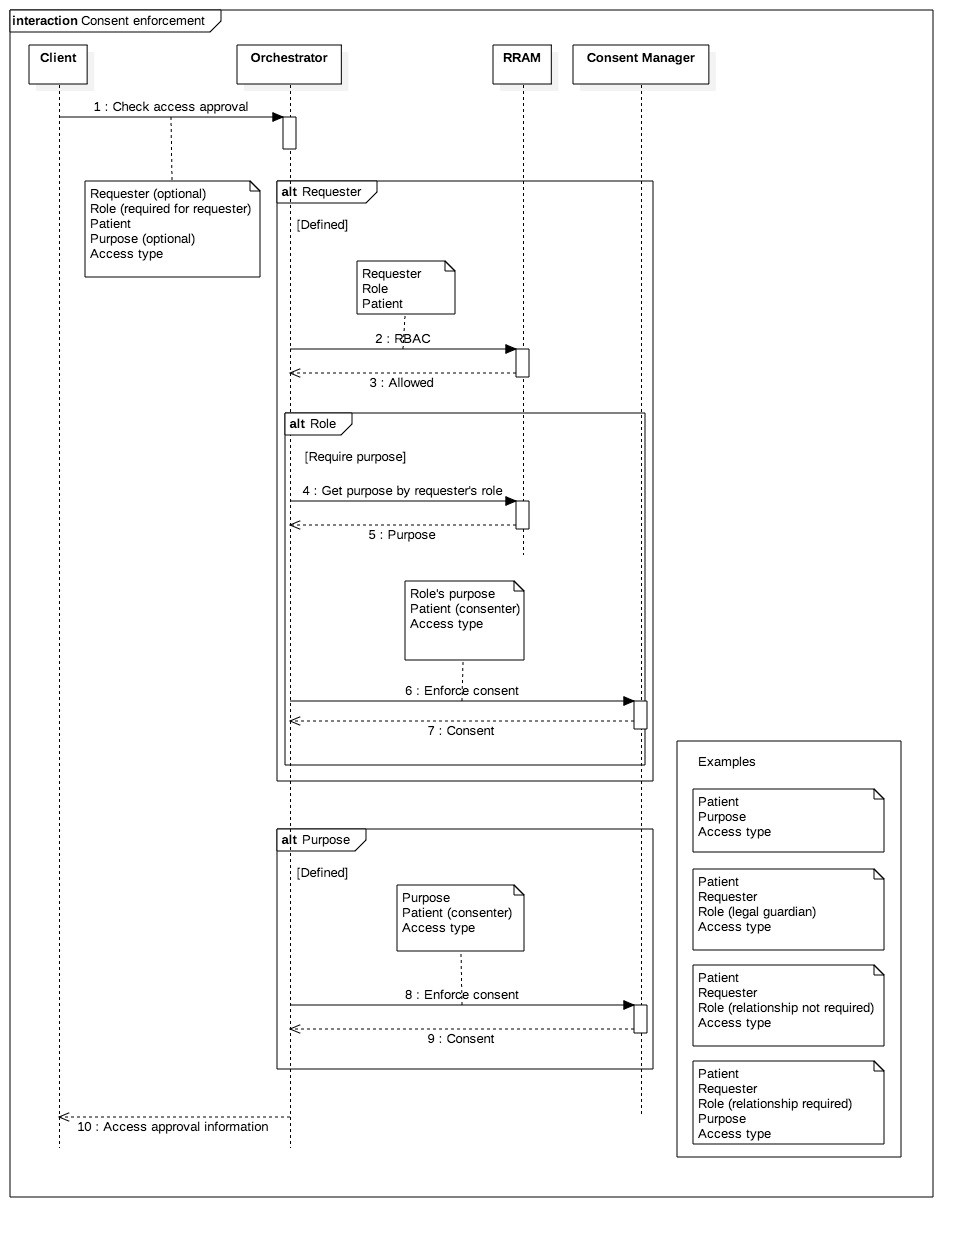 interaction Consent enforcement
Client
Orchestrator
RRAM
Consent Manager
1 : Check access approval
Requester (optional)
Role (required for requester)
Patient
Purpose (optional)
Access type
alt Requester
[Defined]
Requester
Role
Patient
2 : RBAC
3 : Allowed
alt Role
[Require purpose]
4 : Get purpose by requester's role
5 : Purpose
Role's purpose
Patient (consenter)
Access type
6 : Enforce consent
7 : Consent
alt Purpose
[Defined]
Purpose
Patient (consenter)
Access type
8 : Enforce consent
9 : Consent
10 : Access approval information
Examples
Patient
Purpose
Access type
Patient
Requester
Role (legal guardian)
Access type
Patient
Requester
Role (relationship not required)
Access type
Patient
Requester
Role (relationship required)
Purpose
Access type